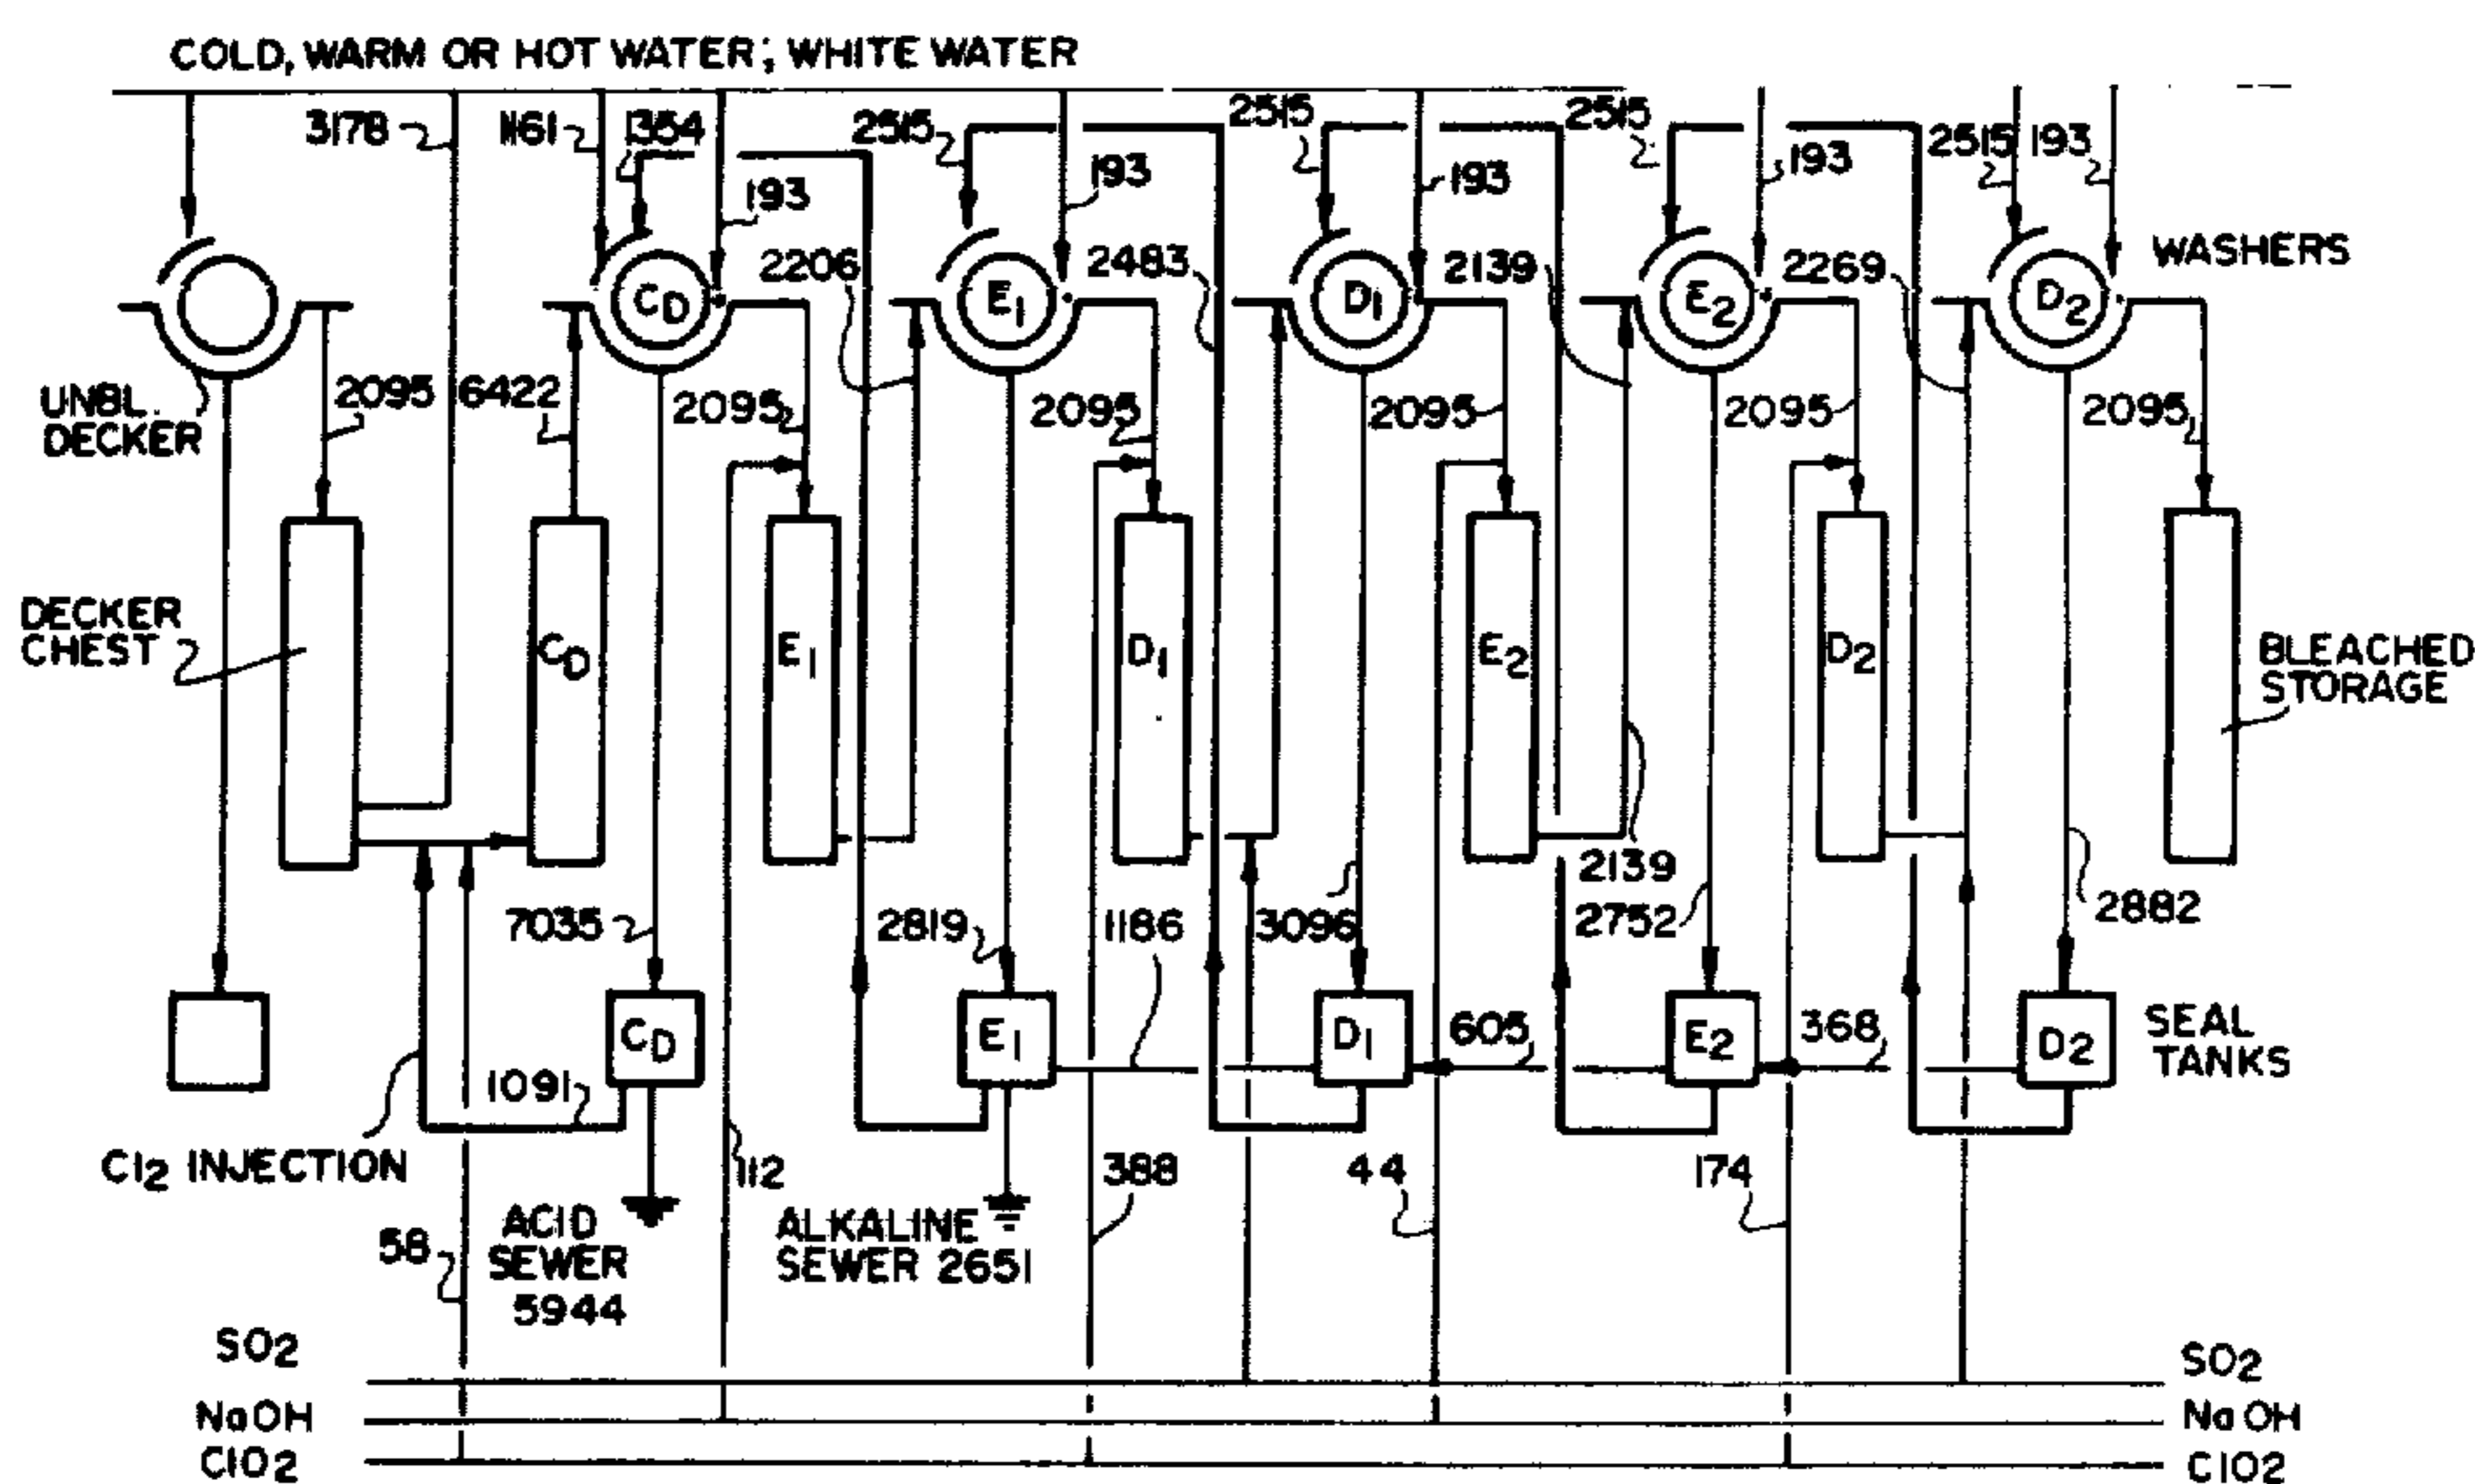 COLD, WARM OR HOT WATER; WHITE WATER
3178
1161
1354
2515
2515
2515
2515
193
193
193
193
193
2206
2483
2139
2269
WASHERS
CD
E1
D1
E2
D2
UNBL.
DECKER
2095
6422
2095
2095
2095
2095
2095
DECKER
CHEST
CD
E1
D1
E2
D2
BLEACHED
STORAGE
7035
2819
1186
3096
2139
2752
2882
CD
E1
D1
605
E2
368
D2
SEAL
TANKS
1091
Cl2 INJECTION
112
388
44
174
58
ACID
SEWER
5944
ALKALINE
SEWER 2651
SO2
SO2
NaOH
NaOH
ClO2
ClO2